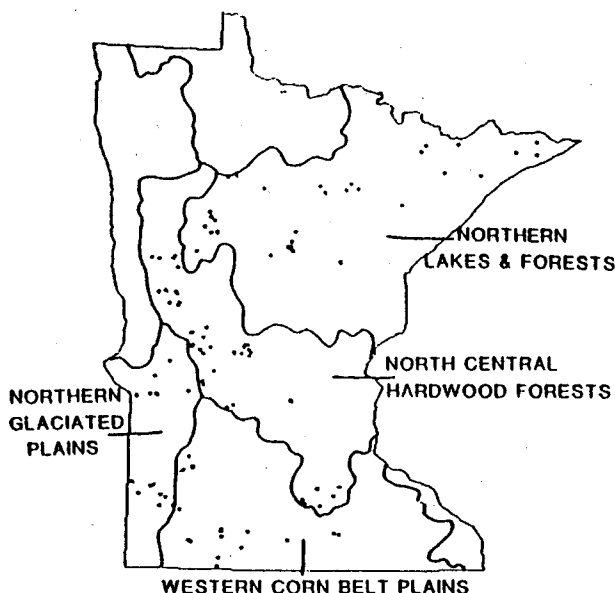 NORTHERN
LAKES & FORESTS
NORTH CENTRAL
HARDWOOD FORESTS
NORTHERN
GLACIATED
PLAINS
WESTERN CORN BELT PLAINS